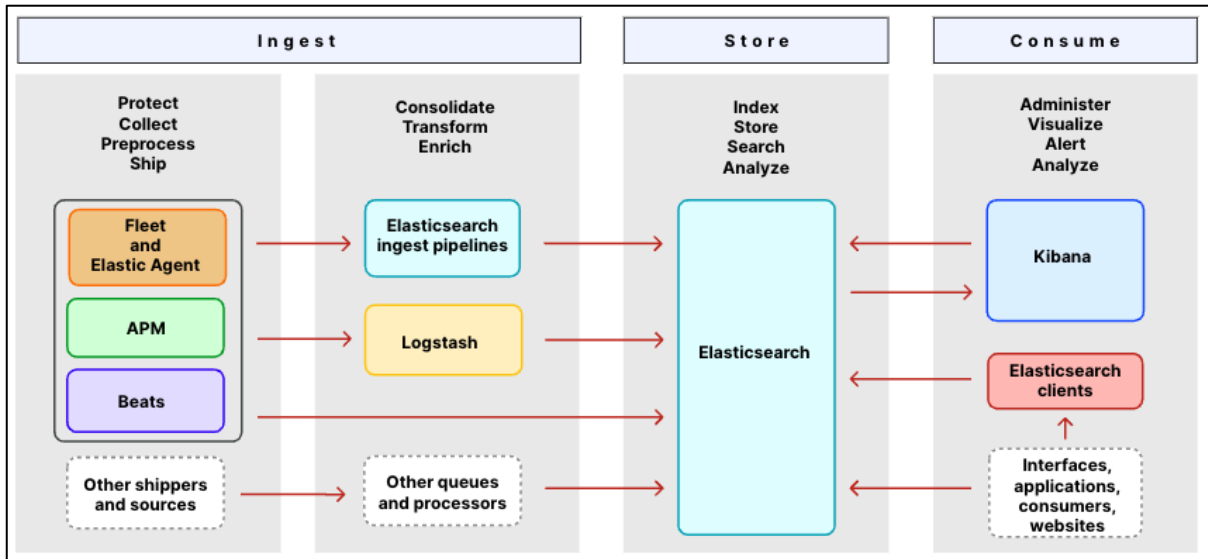 Ingest
Store
Consume
Protect
Collect
Preprocess
Ship
Consolidate
Transform
Enrich
Index
Store
Search
Analyze
Administer
Visualize
Alert
Analyze
Fleet
and
Elastic Agent
APM
Beats
Other shippers
and sources
Elasticsearch
ingest pipelines
Logstash
Other queues
and processors
Elasticsearch
Kibana
Elasticsearch
clients
Interfaces,
applications,
consumers,
websites